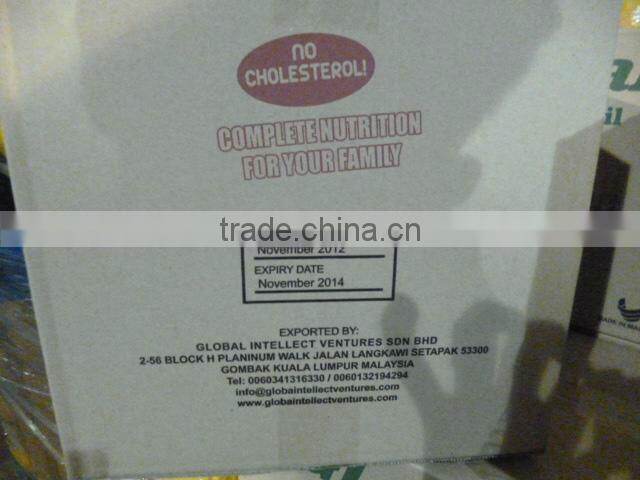 NO
CHOLESTEROL!
COMPLETE NUTRITION
FOR YOUR FAMILY
trade.china.cn
November 2012
EXPIRY DATE
November 2014
EXPORTED BY:
GLOBAL INTELLECT VENTURES SDN BHD
2-56 BLOCK H PLANINUM WALK JALAN LANGKAWI SETAPAK 53300
GOMBAK KUALA LUMPUR MALAYSIA
Tel: 0060341316330 / 0060132194294
info@globaintellectventures.com
www.globaintellectventures.com